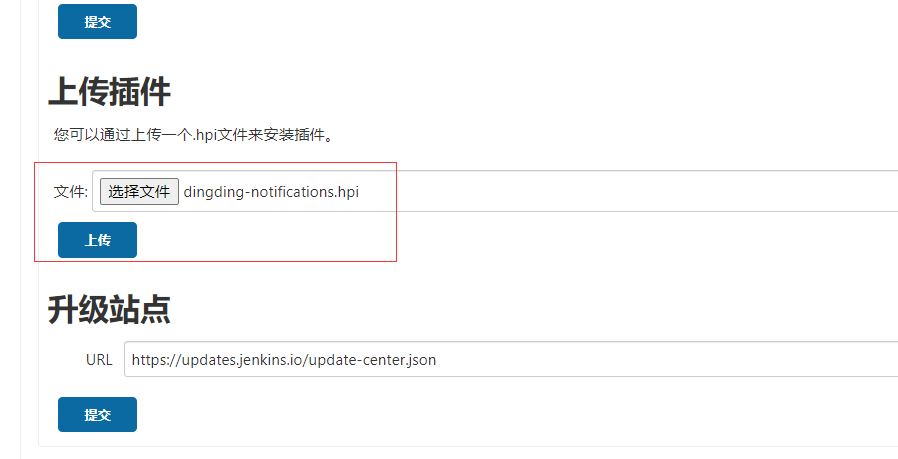 提交
上传插件
您可以通过上传一个.hpi文件来安装插件。
文件: 选择文件 dingding-notifications.hpi
上传
升级站点
URL https://updates.jenkins.io/update-center.json
提交